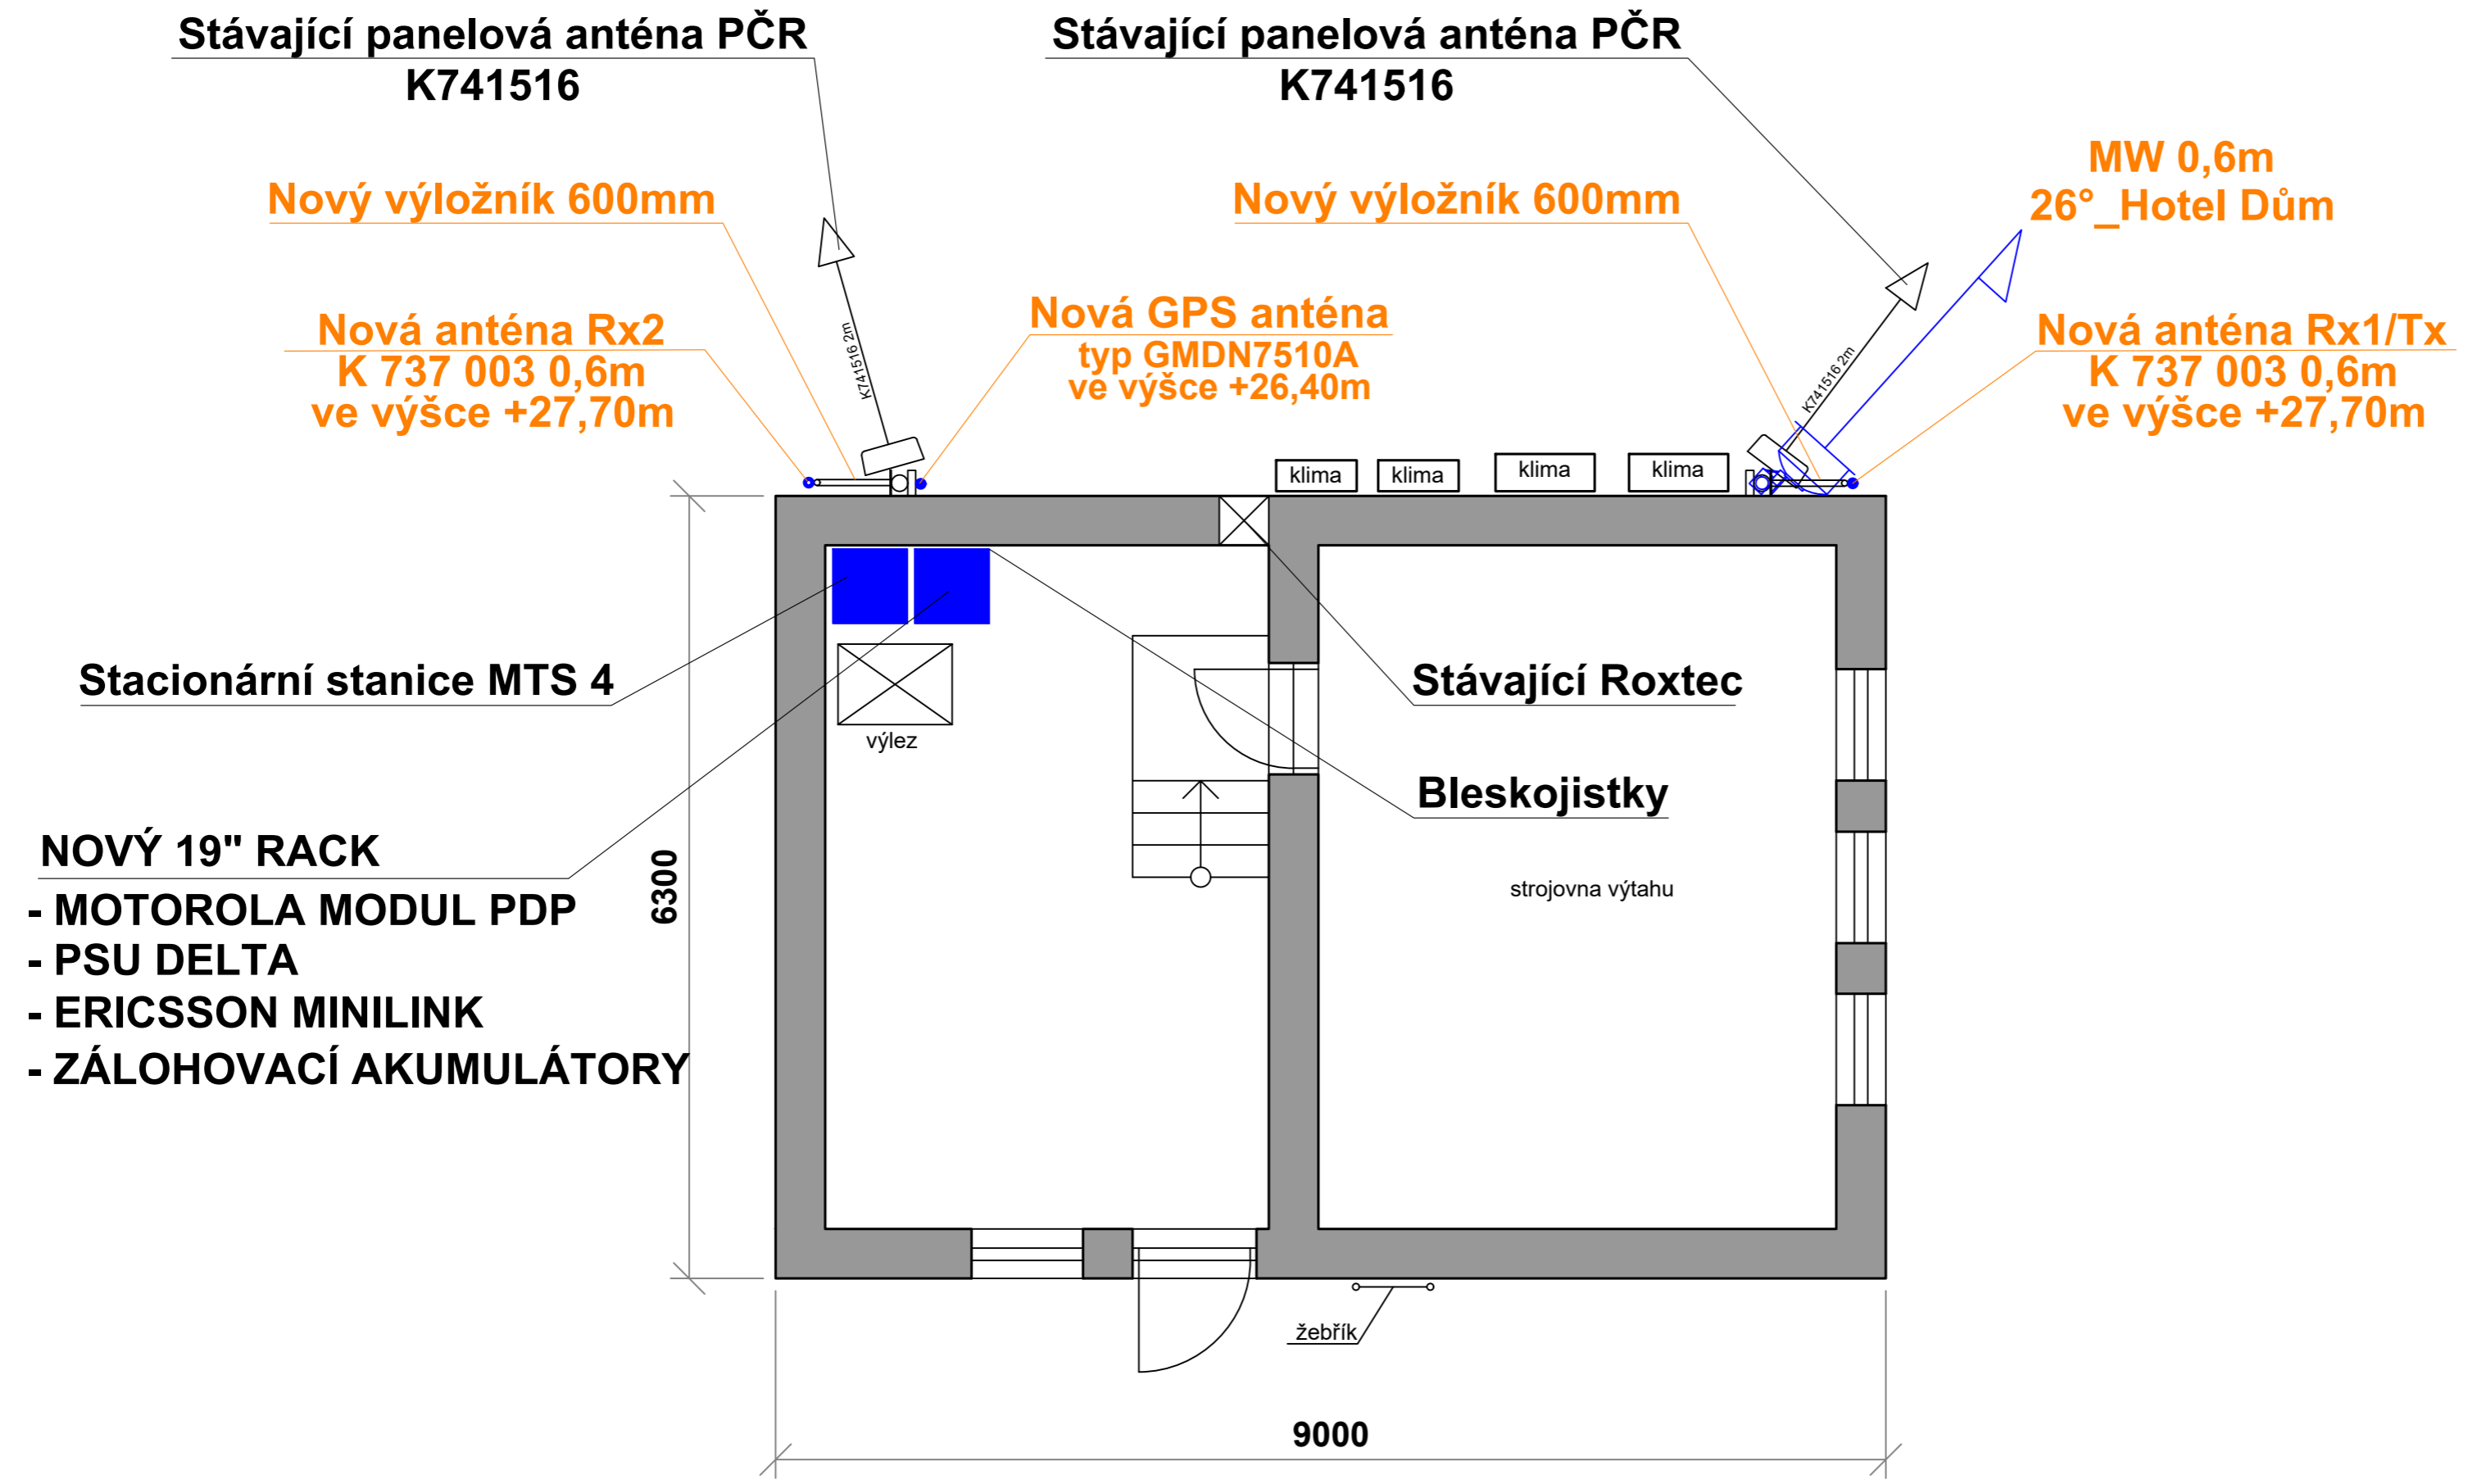 Stávající panelová anténa PČR
K741516
Stávající panelová anténa PČR
K741516
Nový výložník 600mm
Nový výložník 600mm
MW 0,6m
26°_Hotel Dům
Nová anténa Rx2
K 737 003 0,6m
ve výšce +27,70m
K741516 2m
Nová GPS anténa
typ GMDN7510A
ve výšce +26,40m
K741516 2m
Nová anténa Rx1/Tx
K 737 003 0,6m
ve výšce +27,70m
klima
klima
klima
klima
Stacionární stanice MTS 4
výlez
Stávající Roxtec
Bleskojistky
NOVÝ 19" RACK
- MOTOROLA MODUL PDP
- PSU DELTA
- ERICSSON MINILINK
- ZÁLOHOVACÍ AKUMULÁTORY
6300
strojovna výtahu
žebřík
9000